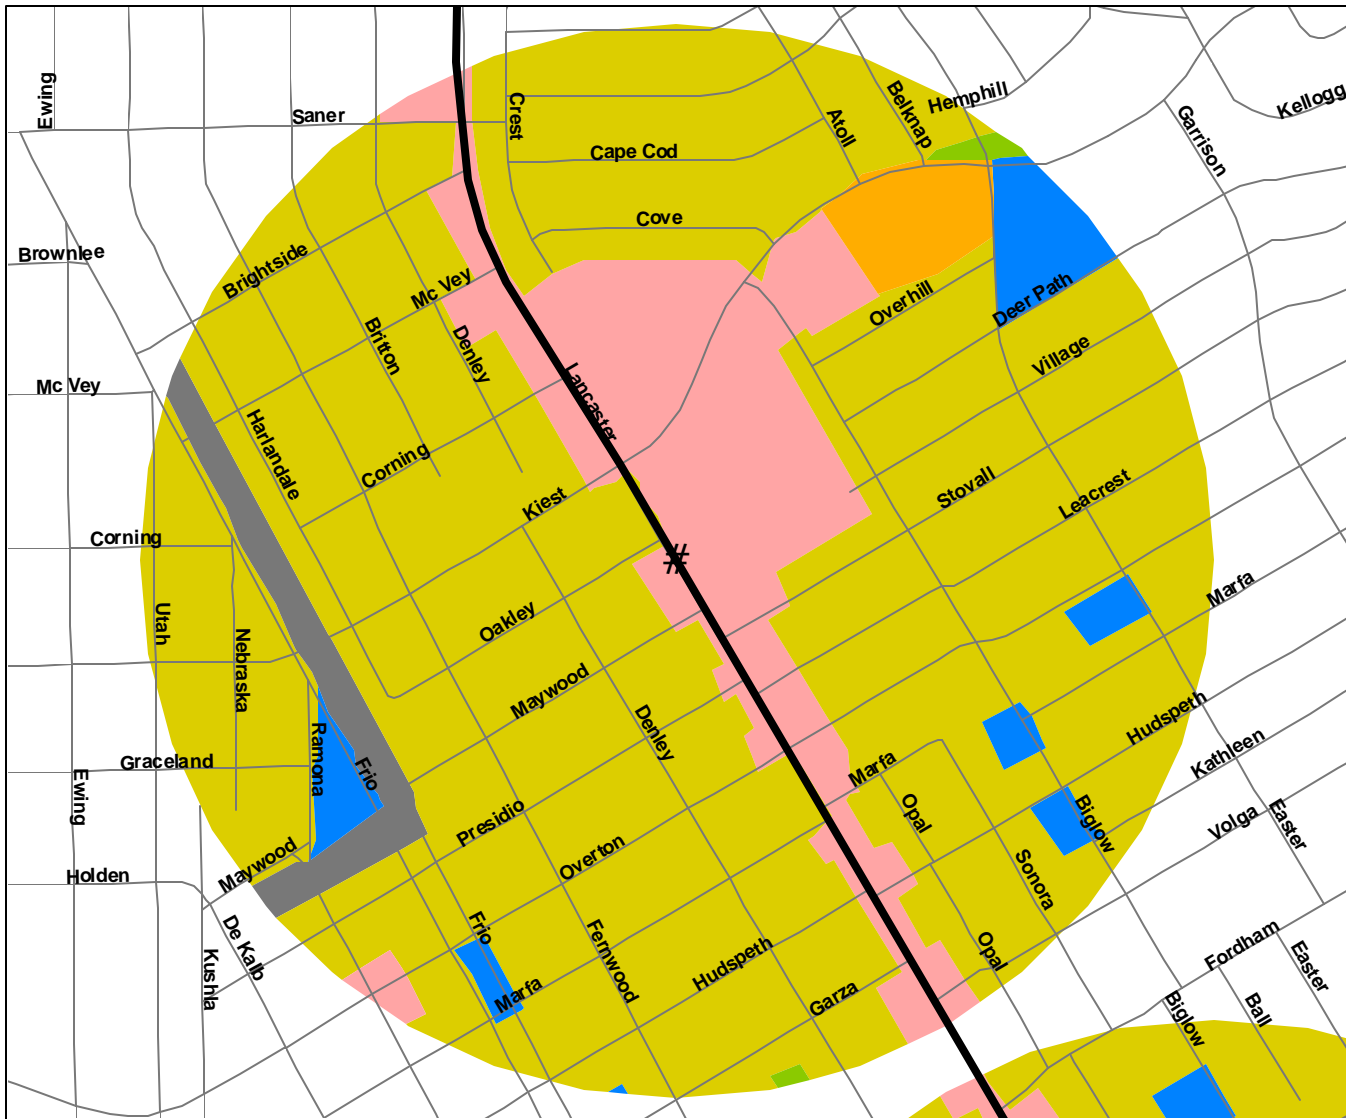 Ewing
Saner
Crest
Atoll
Belknap
Hemphill
Kellogg
Garrison
Cape Cod
Cove
Brownlee
Brightside
Mc Vey
Overhill
Deer Path
Britton
Denley
Village
Lancaster
Mc Vey
Harlandale
Corning
Kiest
Stovall
Leacrest
Corning
#
Marfa
Utah
Nebraska
Oakley
Maywood
Denley
Hudspeth
Kathleen
Graceland
Ramona
Frio
Marfa
Ewing
Presidio
Opal
Biglow
Easter
Volga
Overton
Maywood
Holden
Sonora
De Kalb
Kushla
Frio
Fernwood
Marfa
Hudspeth
Opal
Garza
Fordham
Easter
Biglow
Ball